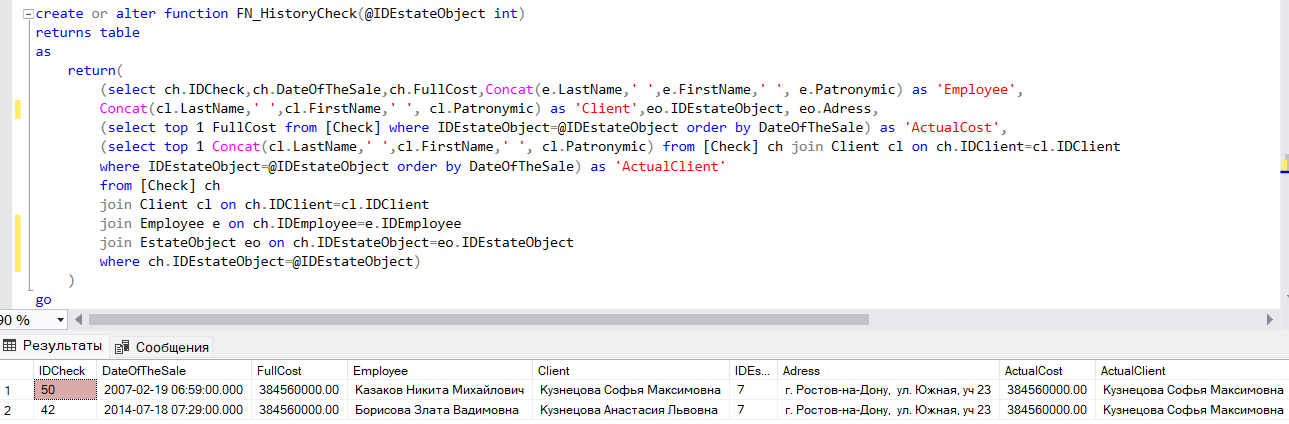 create or alter function FN_HistoryCheck(@IDEstateObject int)
returns table
as
return(
(select ch.IDCheck,ch.DateOfTheSale,ch.FullCost,Concat(e.LastName,' ',e.FirstName,' ', e.Patronymic) as 'Employee',
Concat(cl.LastName,' ',cl.FirstName,' ', cl.Patronymic) as 'Client',eo.IDEstateObject, eo.Adress,
(select top 1 FullCost from [Check] where IDEstateObject=@IDEstateObject order by DateOfTheSale) as 'ActualCost',
(select top 1 Concat(cl.LastName,' ',cl.FirstName,' ', cl.Patronymic) from [Check] ch join Client cl on ch.IDClient=cl.IDClient
where IDEstateObject=@IDEstateObject order by DateOfTheSale) as 'ActualClient'
from [Check] ch
join Client cl on ch.IDClient=cl.IDClient
join Employee e on ch.IDEmployee=e.IDEmployee
join EstateObject eo on ch.IDEstateObject=eo.IDEstateObject
where ch.IDEstateObject=@IDEstateObject)
)
go
90 %
Результаты Сообщения
IDCheck DateOfTheSale FullCost Employee Client IDEs... Adress ActualCost ActualClient
1 50 2007-02-19 06:59:00.000 384560000.00 Казаков Никита Михайлович Кузнецова Софья Максимовна 7 г. Ростов-на-Дону, ул. Южная, уч 23 384560000.00 Кузнецова Софья Максимовна
2 42 2014-07-18 07:29:00.000 384560000.00 Борисова Злата Вадимовна Кузнецова Анастасия Львовна 7 г. Ростов-на-Дону, ул. Южная, уч 23 384560000.00 Кузнецова Софья Максимовна